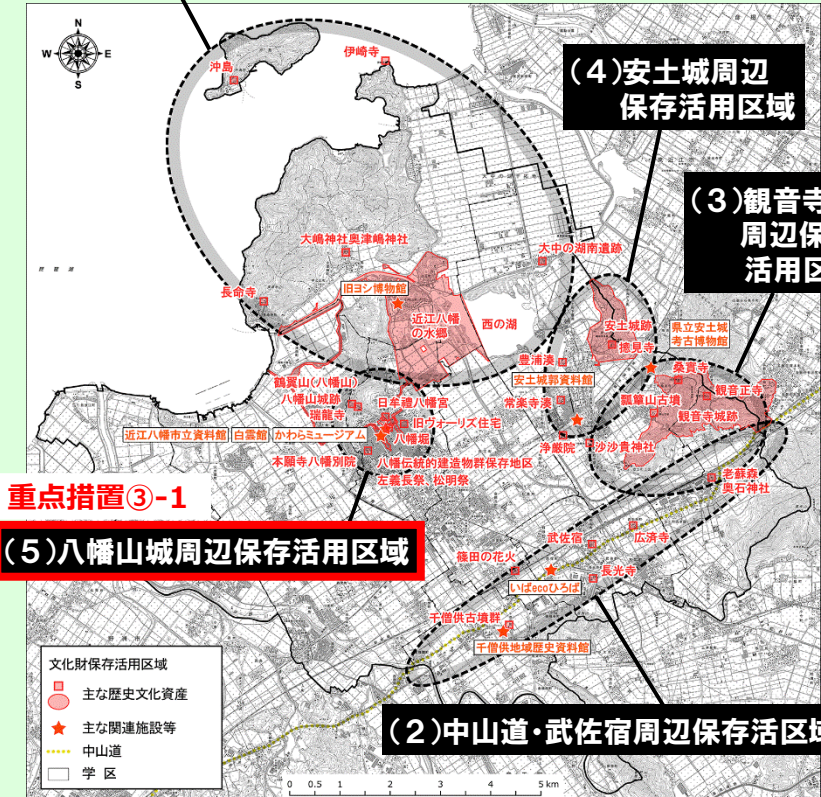 N
W
E
S
沖島
伊崎寺
(4)安土城周辺
保存活用区域
(3)観音寺
周辺保
活用区
大嶋神社奥津嶋神社
大中の湖南遺跡
長命寺
旧ヨシ博物館
近江八幡
の水郷
西の湖
安土城跡
摠見寺
県立安土城
考古博物館
豊浦湊
桑實寺
安土城郭資料館
瓢箪山古墳
観音正寺
鶴翼山(八幡山)
八幡山城跡
瑞龍寺
日牟禮八幡宮
旧ヴォーリズ住宅
常楽寺湊
観音寺城跡
近江八幡市立資料館
白雲館
かわらミュージアム
八幡堀
浄厳院
沙沙貴神社
本願寺八幡別院
八幡伝統的建造物群保存地区
左義長祭、松明祭
老蘇森
奥石神社
重点措置③-1
(5)八幡山城周辺保存活用区域
武佐宿
広済寺
篠田の花火
長光寺
いばecoひろば
千僧供古墳群
千僧供地域歴史資料館
文化財保存活用区域
主な歴史文化資産
主な関連施設等
中山道
学 区
(2)中山道・武佐宿周辺保存活区域
0 0.5 1 2 3 4 5 km